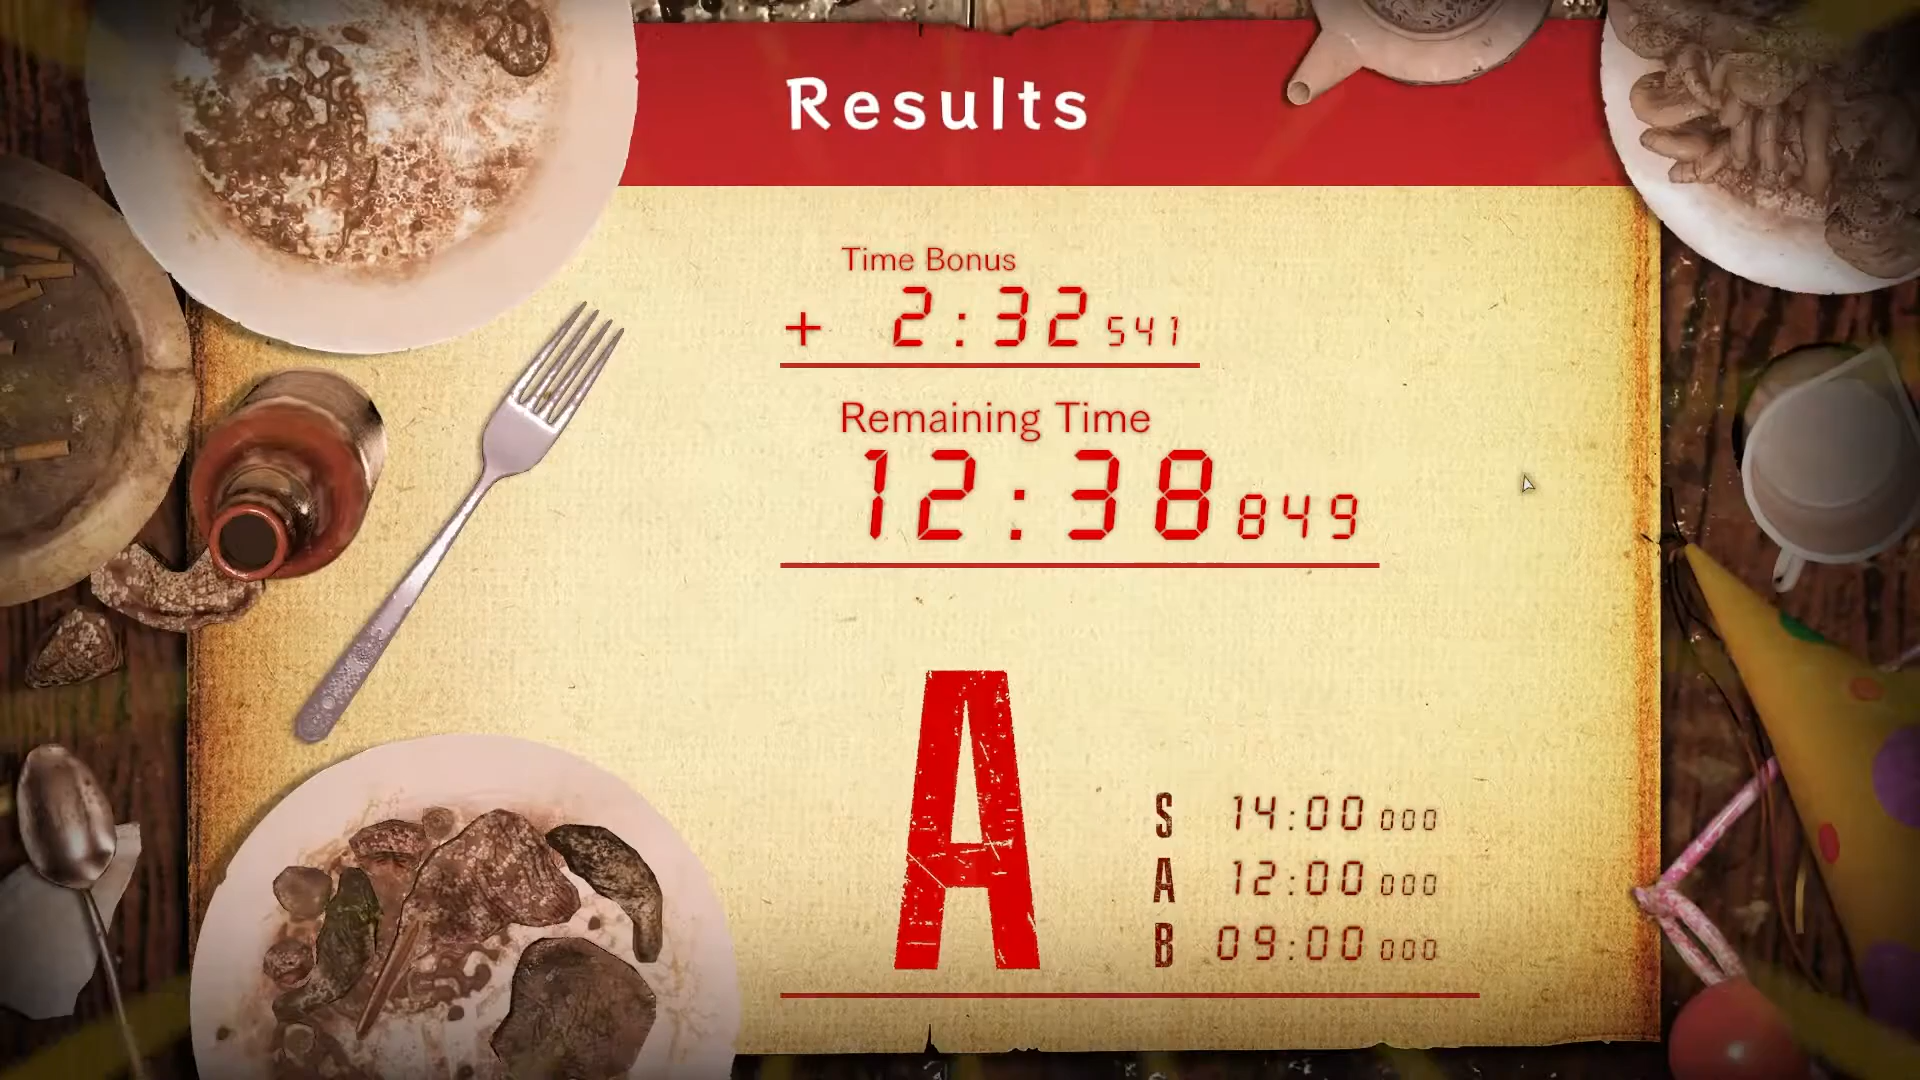 Results
Time Bonus
+ 2:32 541
Remaining Time
12:38 849
A
S 14:00 000
A 12:00 000
B 09:00 000